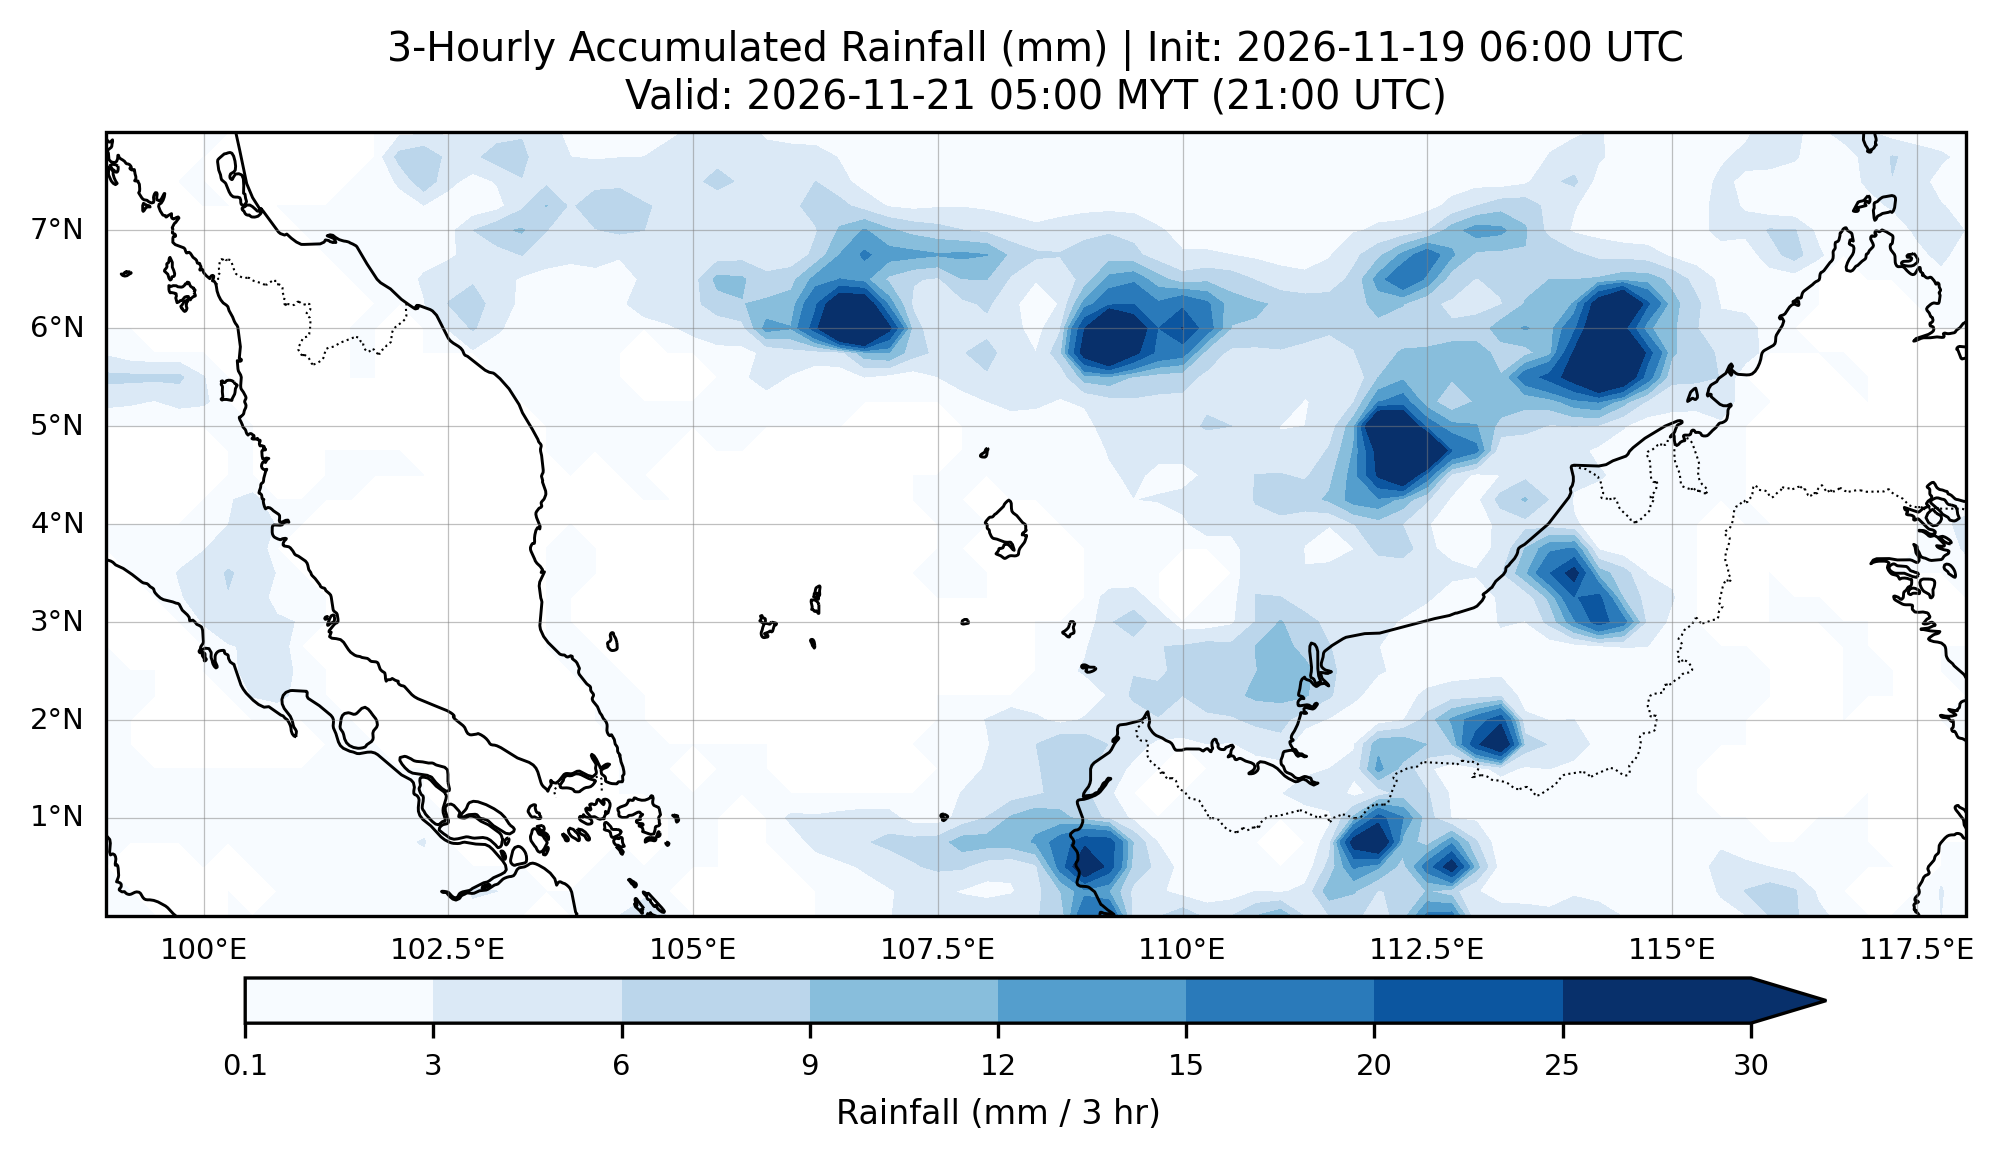 3-Hourly Accumulated Rainfall (mm) | Init: 2026-11-19 06:00 UTC
Valid: 2026-11-21 05:00 MYT (21:00 UTC)
7°N
6°N
5°N
4°N
3°N
2°N
1°N
100°E 102.5°E 105°E 107.5°E 110°E 112.5°E 115°E 117.5°E
0.1 3 6 9 12 15 20 25 30
Rainfall (mm / 3 hr)